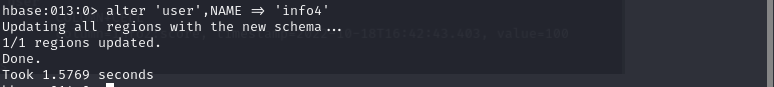 hbase:013:0> alter 'user',NAME => 'info4'
Updating all regions with the new schema...
1/1 regions updated.
Done.
Took 1.5769 seconds